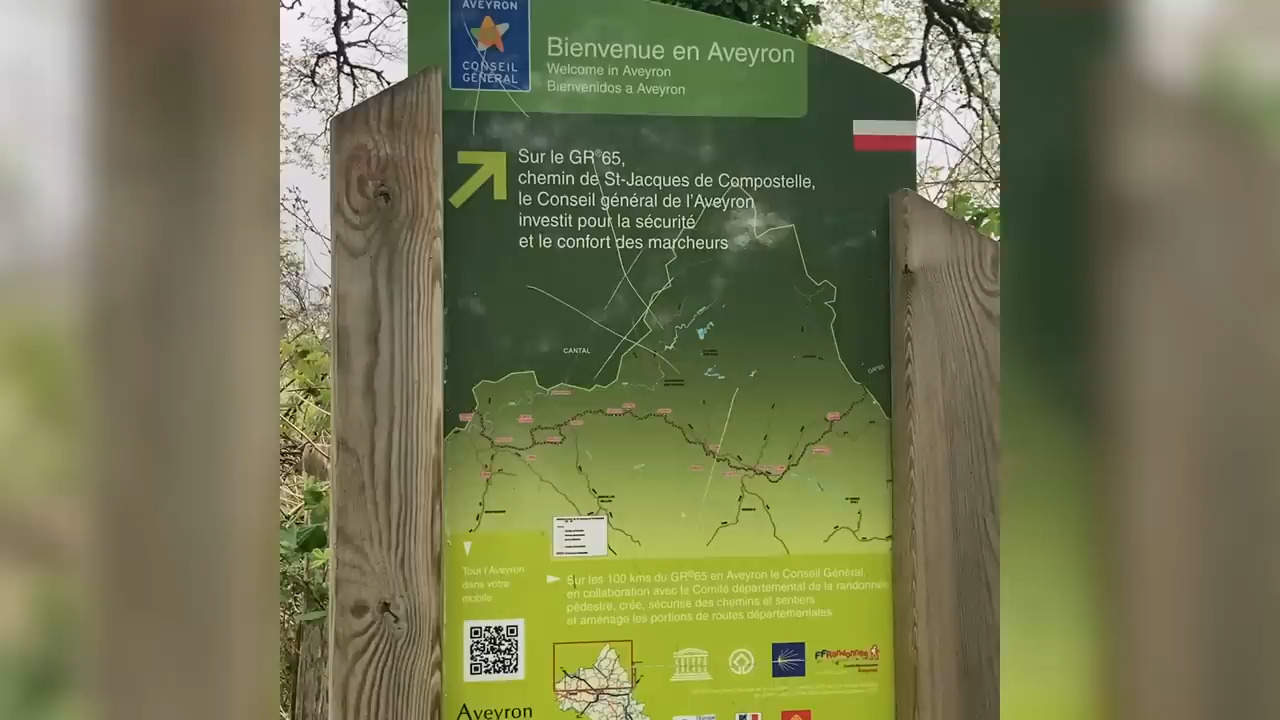 AVEYRON
CONSEIL
GÉNÉRAL
Bienvenue en Aveyron
Welcome in Aveyron
Bienvenidos a Aveyron
Sur le GR®65,
chemin de St-Jacques de Compostelle,
le Conseil général de l'Aveyron
investit pour la sécurité
et le confort des marcheurs
CANTAL
Tout l'Aveyron
dans votre
mobile
Sur les 100 kms du GR®65 en Aveyron le Conseil Général,
en collaboration avec le Comité départemental de la randonnée
pédestre, crée, sécurise des chemins et sentiers
et aménage les portions de routes départementales
FFRandonnée
Aveyron